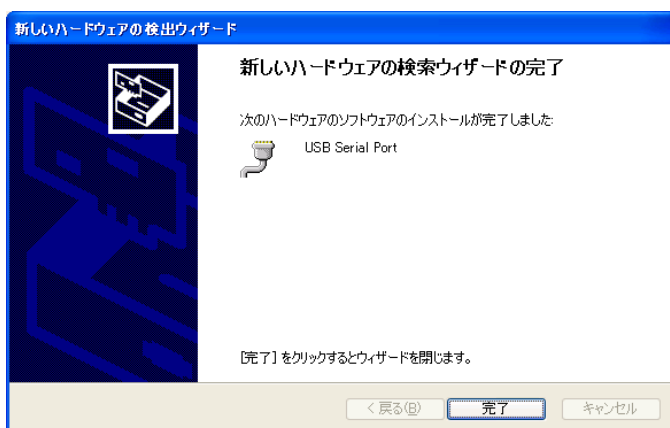 新しいハードウェアの検出ウィザード
新しいハードウェアの検索ウィザードの完了
次のハードウェアのソフトウェアのインストールが完了しました:
USB Serial Port
[完了] をクリックするとウィザードを閉じます。
< 戻る(B)
完了
キャンセル